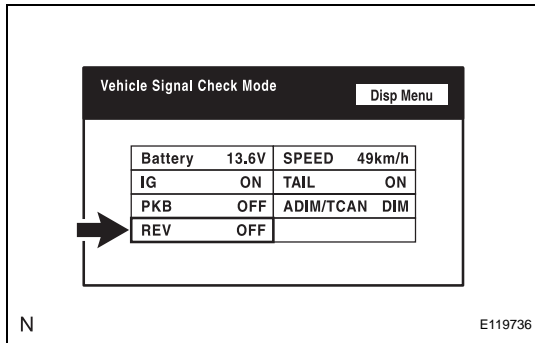 Vehicle Signal Check Mode
Disp Menu
Battery 13.6V SPEED 49km/h
IG ON TAIL ON
PKB OFF ADIM/TCAN DIM
REV OFF
N
E119736